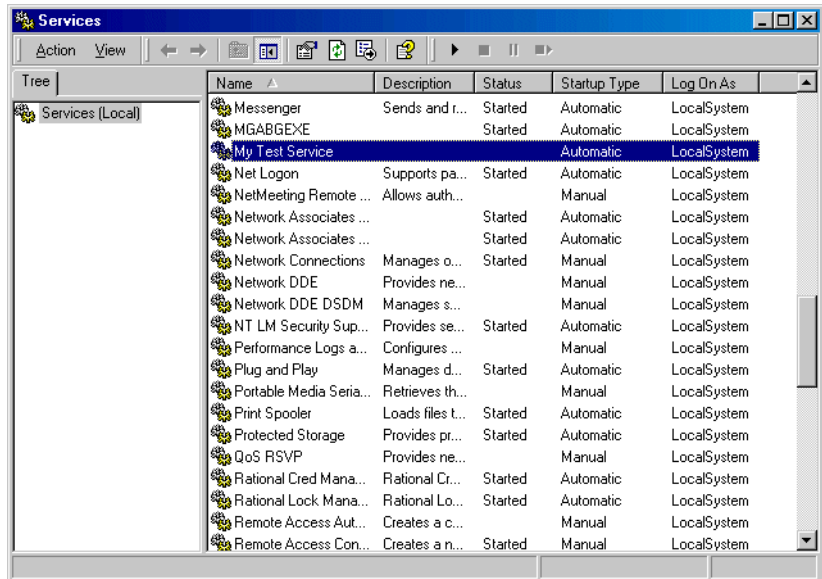 Services
Action View
Tree
Services (Local)
Name Description Status Startup Type Log On As
Messenger Sends and r... Started Automatic LocalSystem
MGABGEXE Started Automatic LocalSystem
My Test Service Automatic LocalSystem
Net Logon Supports pa... Started Automatic LocalSystem
NetMeeting Remote ... Allows auth... Manual LocalSystem
Network Associates ... Started Automatic LocalSystem
Network Associates ... Started Automatic LocalSystem
Network Connections Manages o... Started Manual LocalSystem
Network DDE Provides ne... Manual LocalSystem
Network DDE DSDM Manages s... Manual LocalSystem
NT LM Security Sup... Provides se... Started Automatic LocalSystem
Performance Logs a... Configures ... Manual LocalSystem
Plug and Play Manages d... Started Automatic LocalSystem
Portable Media Seria... Retrieves th... Manual LocalSystem
Print Spooler Loads files t... Started Automatic LocalSystem
Protected Storage Provides pr... Started Automatic LocalSystem
QoS RSVP Provides ne... Manual LocalSystem
Rational Cred Mana... Rational Cr... Started Automatic LocalSystem
Rational Lock Mana... Rational Lo... Started Automatic LocalSystem
Remote Access Aut... Creates a c... Manual LocalSystem
Remote Access Con... Creates a n... Started Manual LocalSystem